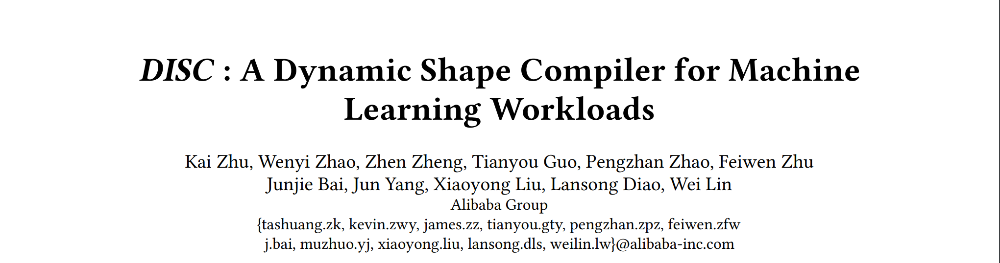 DISC : A Dynamic Shape Compiler for Machine
Learning Workloads
Kai Zhu, Wenyi Zhao, Zhen Zheng, Tianyou Guo, Pengzhan Zhao, Feiwen Zhu
Junjie Bai, Jun Yang, Xiaoyong Liu, Lansong Diao, Wei Lin
Alibaba Group
{tashuang.zk, kevin.zwy, james.zz, tianyou.gty, pengzhan.zpz, feiwen.zfw
j.bai, muzhuo.yj, xiaoyong.liu, lansong.dls, weilin.lw}@alibaba-inc.com